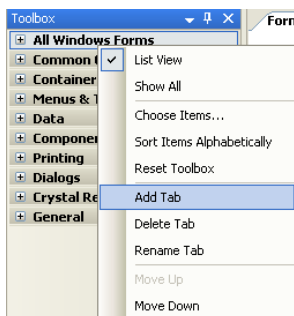 Toolbox
Form
All Windows Forms
Common
Container
Menus &
Data
Componen
Printing
Dialogs
Crystal Re
General
List View
Show All
Choose Items...
Sort Items Alphabetically
Reset Toolbox
Add Tab
Delete Tab
Rename Tab
Move Up
Move Down